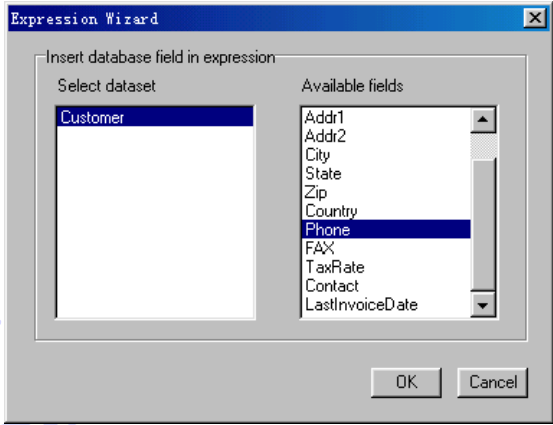 Expression Wizard
Insert database field in expression
Select dataset
Available fields
Customer
Addr1
Addr2
City
State
Zip
Country
Phone
FAX
TaxRate
Contact
LastInvoiceDate
OK
Cancel